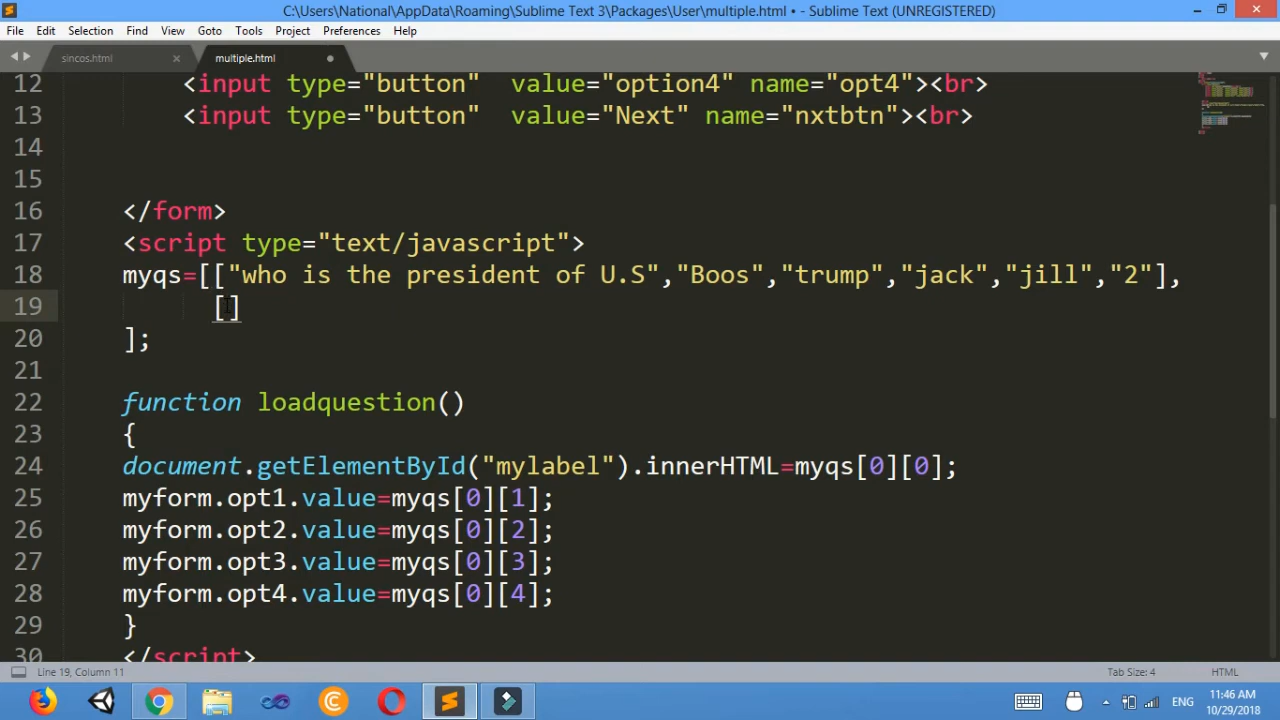 C:\Users\National\AppData\Roaming\Sublime Text 3\Packages\User\multiple.html • - Sublime Text (UNREGISTERED)
File Edit Selection Find View Goto Tools Project Preferences Help
sincos.html multiple.html
12 <input type="button"  value="option4" name="opt4"><br>
13 <input type="button"  value="Next" name="nxtbtn"><br>
14
15
16 </form>
17 <script type="text/javascript">
18 myqs=[["who is the president of U.S","Boos","trump","jack","jill","2"],
19 []
20 ];
21
22 function loadquestion()
23 {
24 document.getElementById("mylabel").innerHTML=myqs[0][0];
25 myform.opt1.value=myqs[0][1];
26 myform.opt2.value=myqs[0][2];
27 myform.opt3.value=myqs[0][3];
28 myform.opt4.value=myqs[0][4];
29 }
30 </script>
Line 19, Column 11 Tab Size: 4 HTML
ENG 11:46 AM
10/29/2018